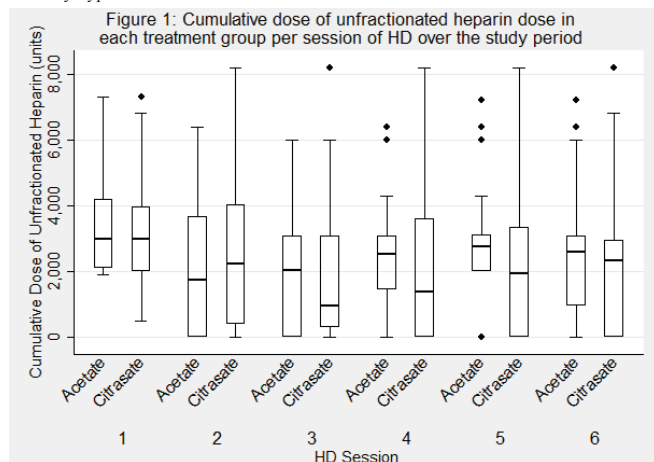 Figure 1: Cumulative dose of unfractionated heparin dose in
each treatment group per session of HD over the study period
Cumulative Dose of Unfractionated Heparin (units)
8,000
6,000
4,000
2,000
0
Acetate
Citrasate
Acetate
Citrasate
Acetate
Citrasate
Acetate
Citrasate
Acetate
Citrasate
Acetate
Citrasate
1 2 3 4 5 6
HD Session